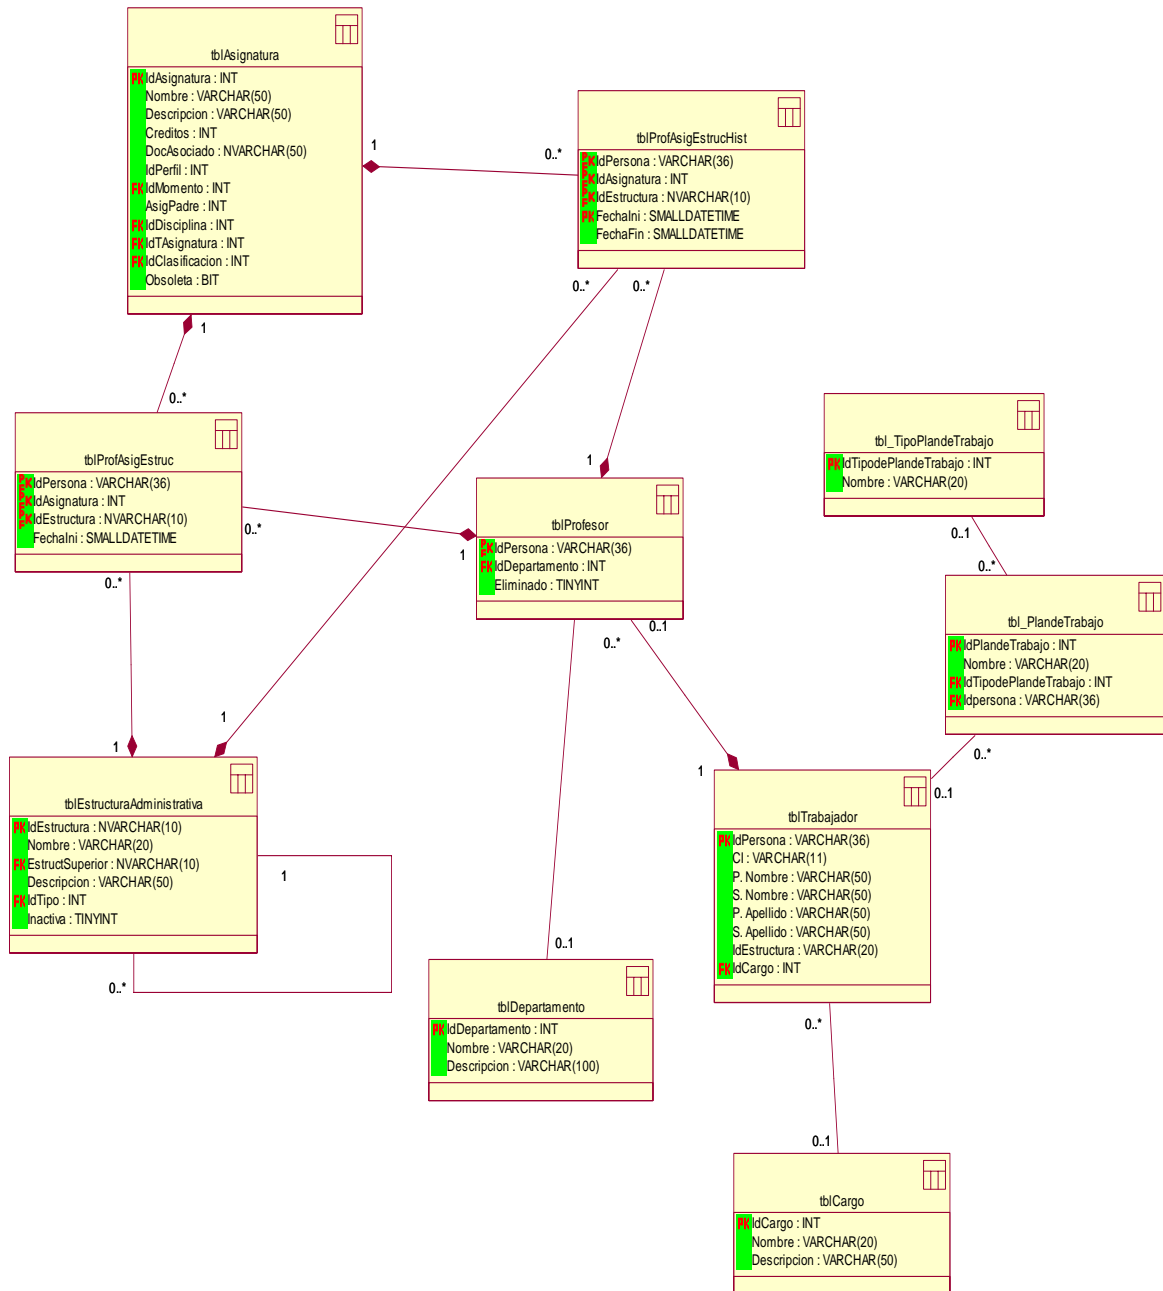 tblAsignatura
PK IdAsignatura : INT
Nombre : VARCHAR(50)
Descripcion : VARCHAR(50)
Creditos : INT
DocAsociado : NVARCHAR(50)
IdPerfil : INT
FK IdMomento : INT
AsigPadre : INT
FK IdDisciplina : INT
FK IdTAsignatura : INT
FK IdClasificacion : INT
Obsoleta : BIT
1
0..*
1
0..*
tblProfAsigEstrucHist
IdPersona : VARCHAR(36)
IdAsignatura : INT
IdEstructura : NVARCHAR(10)
PK FechaIni : SMALLDATETIME
FechaFin : SMALLDATETIME
0..*
0..*
1
1
tblProfAsigEstruc
IdPersona : VARCHAR(36)
IdAsignatura : INT
IdEstructura : NVARCHAR(10)
FechaIni : SMALLDATETIME
0..*
1
0..*
1
tblProfesor
IdPersona : VARCHAR(36)
FK IdDepartamento : INT
Eliminado : TINYINT
0..*
0..1
1
0..1
tbl_TipoPlandeTrabajo
PK IdTipodePlandeTrabajo : INT
Nombre : VARCHAR(20)
0..1
0..*
tbl_PlandeTrabajo
PK IdPlandeTrabajo : INT
Nombre : VARCHAR(20)
FK IdTipodePlandeTrabajo : INT
FK Idpersona : VARCHAR(36)
0..*
0..1
tblEstructuraAdministrativa
PK IdEstructura : NVARCHAR(10)
Nombre : VARCHAR(20)
FK EstructSuperior : NVARCHAR(10)
Descripcion : VARCHAR(50)
FK IdTipo : INT
Inactiva : TINYINT
1
0..*
tblTrabajador
PK IdPersona : VARCHAR(36)
CI : VARCHAR(11)
P. Nombre : VARCHAR(50)
S. Nombre : VARCHAR(50)
P. Apellido : VARCHAR(50)
S. Apellido : VARCHAR(50)
IdEstructura : VARCHAR(20)
FK IdCargo : INT
0..*
0..1
tblDepartamento
PK IdDepartamento : INT
Nombre : VARCHAR(20)
Descripcion : VARCHAR(100)
tblCargo
PK IdCargo : INT
Nombre : VARCHAR(20)
Descripcion : VARCHAR(50)